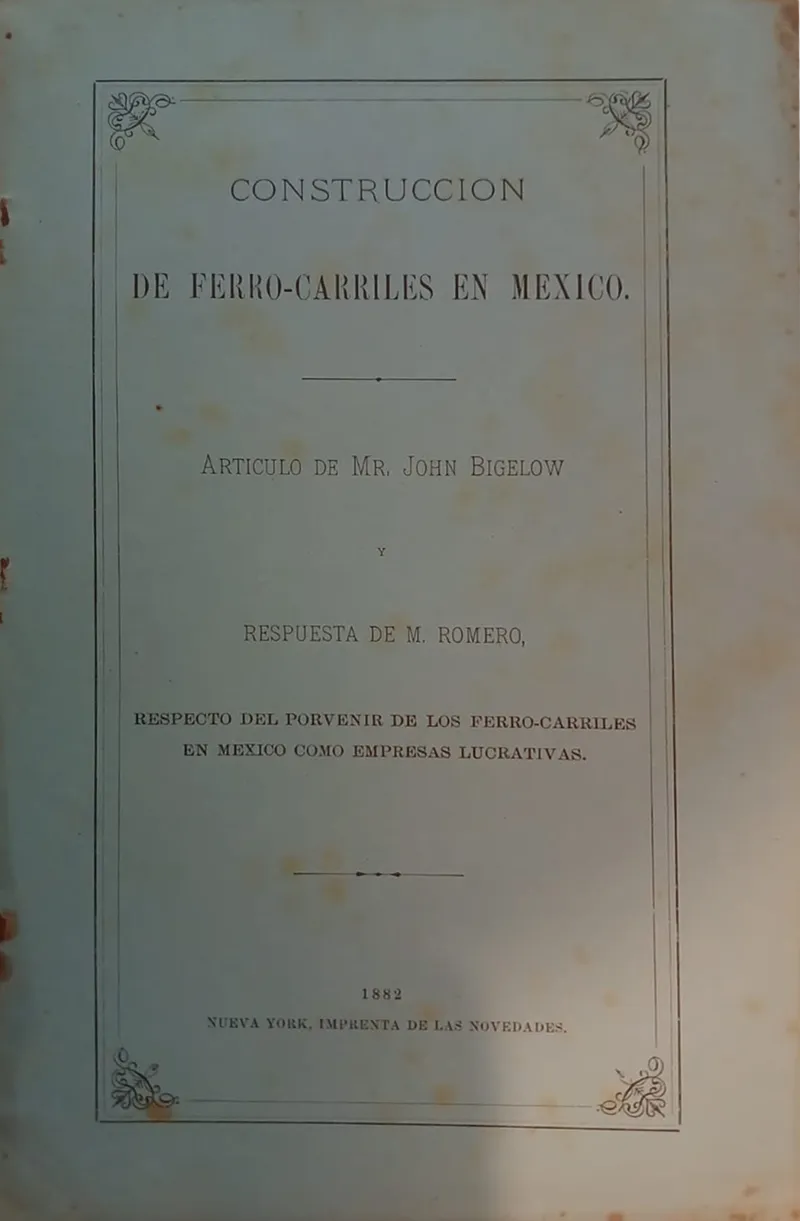 CONSTRUCCION
DE FERRO-CARRILES EN MEXICO.
ARTICULO DE MR. JOHN BIGELOW
Y
RESPUESTA DE M. ROMERO,
RESPECTO DEL PORVENIR DE LOS FERRO-CARRILES
EN MEXICO COMO EMPRESAS LUCRATIVAS.
1882
NUEVA YORK, IMPRENTA DE LAS NOVEDADES.